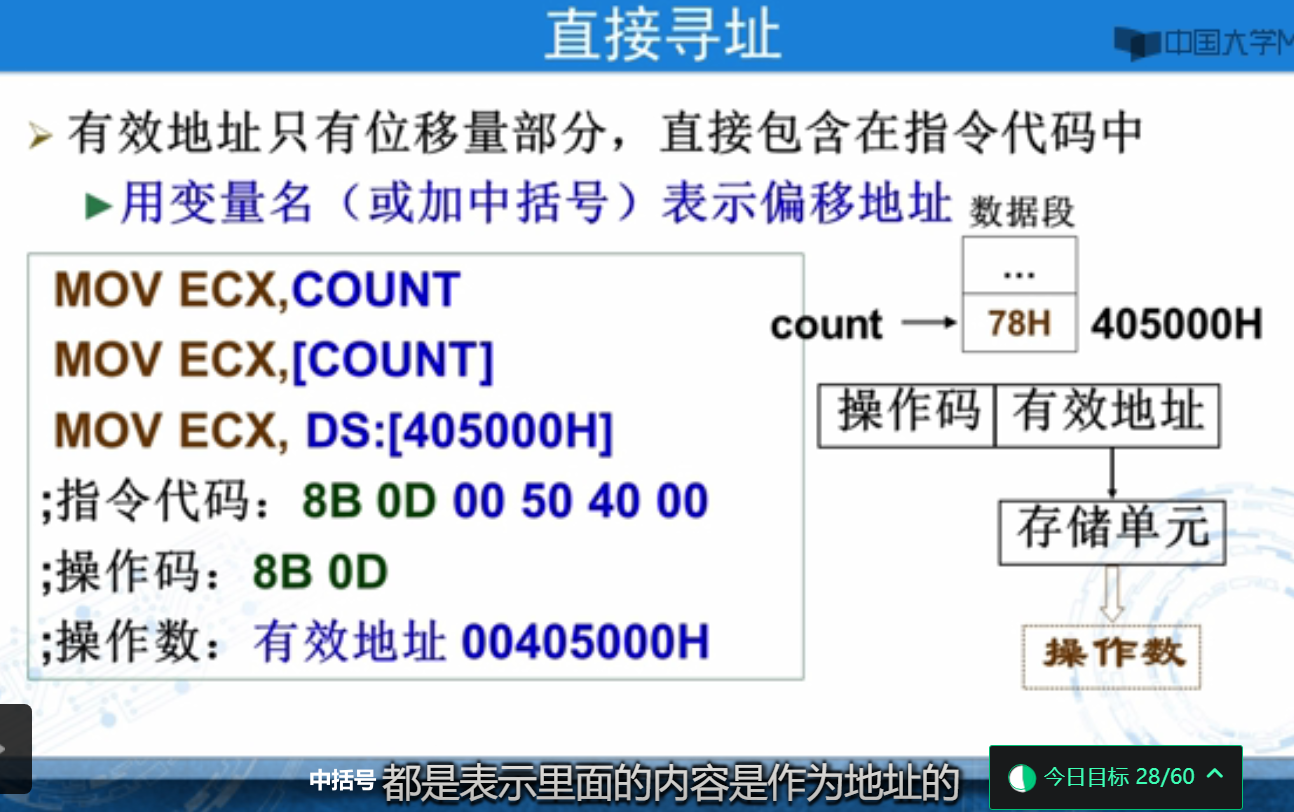 直接寻址
中国大学M
有效地址只有位移量部分，直接包含在指令代码中
用变量名（或加中括号）表示偏移地址
数据段
MOV ECX,COUNT
MOV ECX,[COUNT]
MOV ECX, DS:[405000H]
;指令代码：8B 0D 00 50 40 00
;操作码：8B 0D
;操作数：有效地址 00405000H
...
count 78H 405000H
操作码 有效地址
存储单元
操作数
中括号 都是表示里面的内容是作为地址的
今日目标 28/60